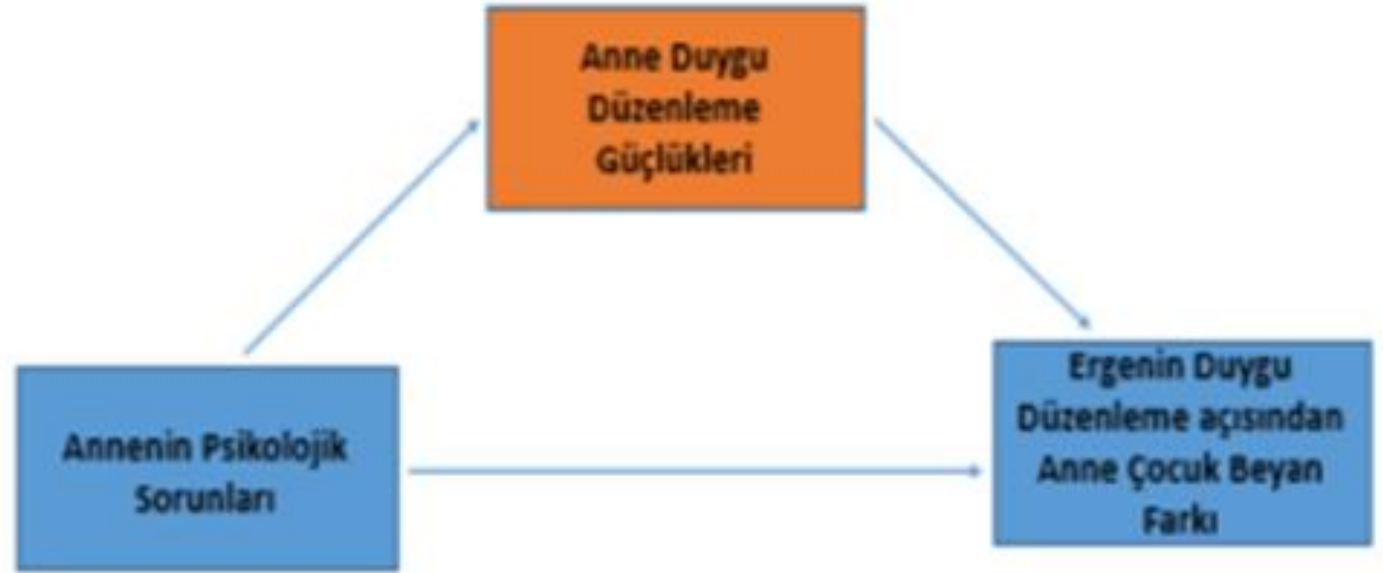 Anne Duygu
Düzenleme
Güçlükleri
Annenin Psikolojik
Sorunları
Ergenin Duygu
Düzenleme açısından
Anne Çocuk Beyan
Farkı